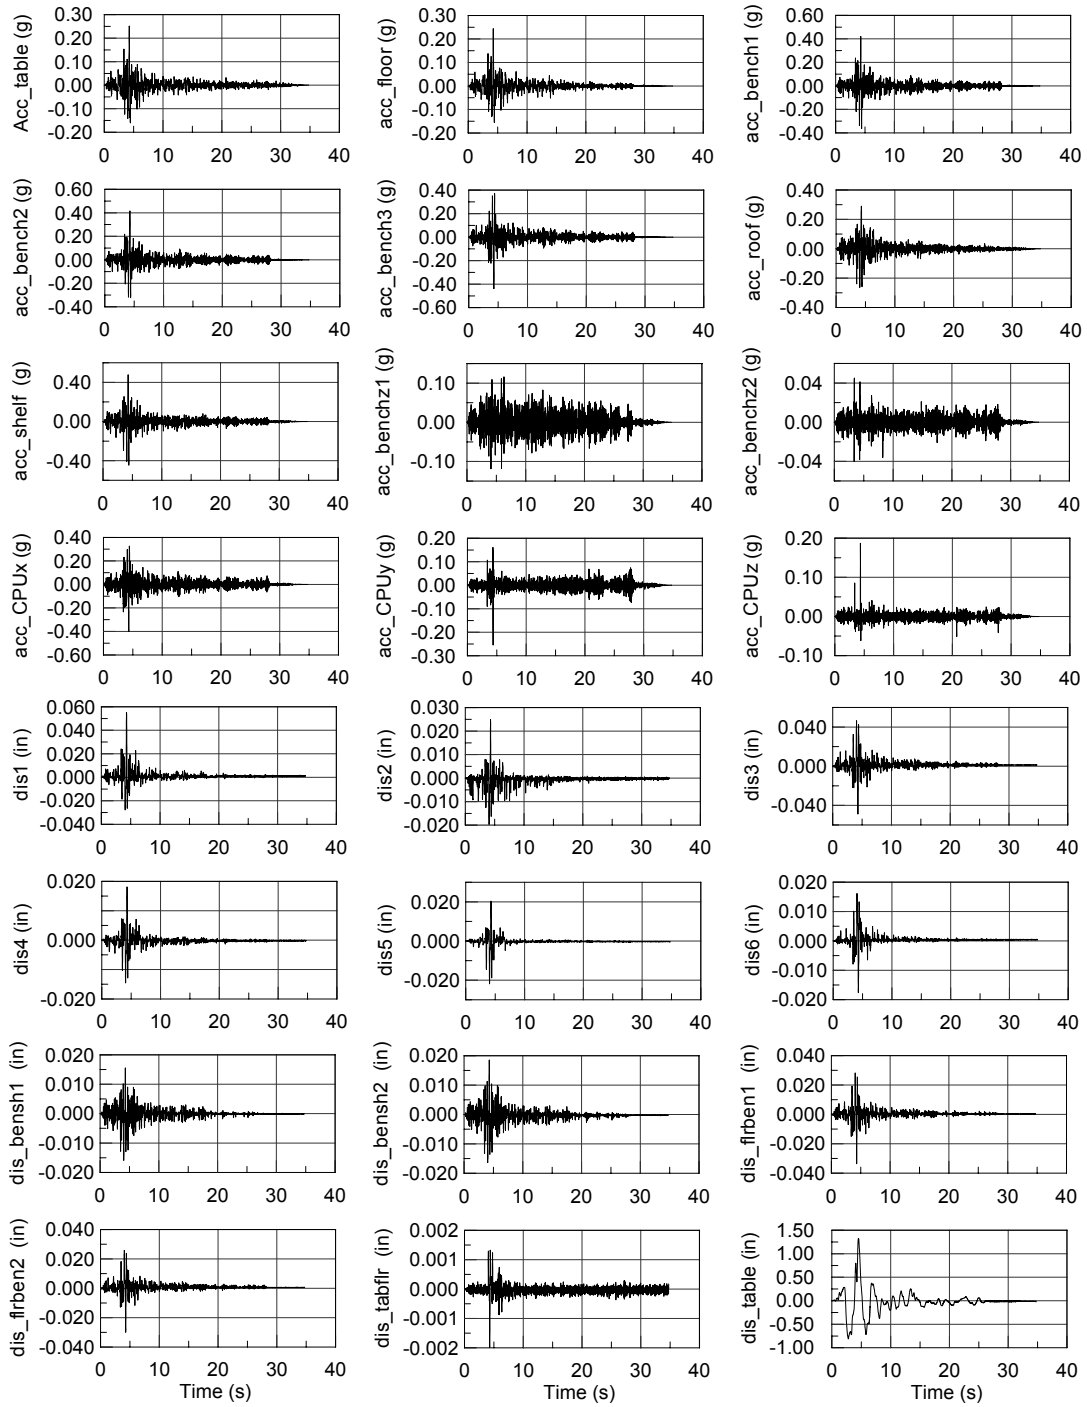 Acc_table (g)
0.30
0.20
0.10
0.00
-0.10
-0.20
0 10 20 30 40
acc_floor (g)
0.30
0.20
0.10
0.00
-0.10
-0.20
0 10 20 30 40
acc_bench1 (g)
0.60
0.40
0.20
0.00
-0.20
-0.40
0 10 20 30 40
acc_bench2 (g)
0.60
0.40
0.20
0.00
-0.20
-0.40
0 10 20 30 40
acc_bench3 (g)
0.40
0.20
0.00
-0.20
-0.40
-0.60
0 10 20 30 40
acc_roof (g)
0.40
0.20
0.00
-0.20
-0.40
0 10 20 30 40
acc_shelf (g)
0.40
0.00
-0.40
0 10 20 30 40
acc_benchz1 (g)
0.10
0.00
-0.10
0 10 20 30 40
acc_benchz2 (g)
0.04
0.00
-0.04
0 10 20 30 40
acc_CPUx (g)
0.40
0.20
0.00
-0.20
-0.40
-0.60
0 10 20 30 40
acc_CPUy (g)
0.20
0.10
0.00
-0.10
-0.20
-0.30
0 10 20 30 40
acc_CPUz (g)
0.20
0.10
0.00
-0.10
0 10 20 30 40
dis1 (in)
0.060
0.040
0.020
0.000
-0.020
-0.040
0 10 20 30 40
dis2 (in)
0.030
0.020
0.010
0.000
-0.010
-0.020
0 10 20 30 40
dis3 (in)
0.040
0.000
-0.040
0 10 20 30 40
dis4 (in)
0.020
0.000
-0.020
0 10 20 30 40
dis5 (in)
0.020
0.000
-0.020
0 10 20 30 40
dis6 (in)
0.020
0.010
0.000
-0.010
-0.020
0 10 20 30 40
dis_bensh1 (in)
0.020
0.010
0.000
-0.010
-0.020
0 10 20 30 40
dis_bensh2 (in)
0.020
0.010
0.000
-0.010
-0.020
0 10 20 30 40
dis_flrben1 (in)
0.040
0.020
0.000
-0.020
-0.040
0 10 20 30 40
dis_flrben2 (in)
0.040
0.020
0.000
-0.020
-0.040
0 10 20 30 40
Time (s)
dis_tabflr (in)
0.002
0.001
0.000
-0.001
-0.002
0 10 20 30 40
Time (s)
dis_table (in)
1.50
1.00
0.50
0.00
-0.50
-1.00
0 10 20 30 40
Time (s)